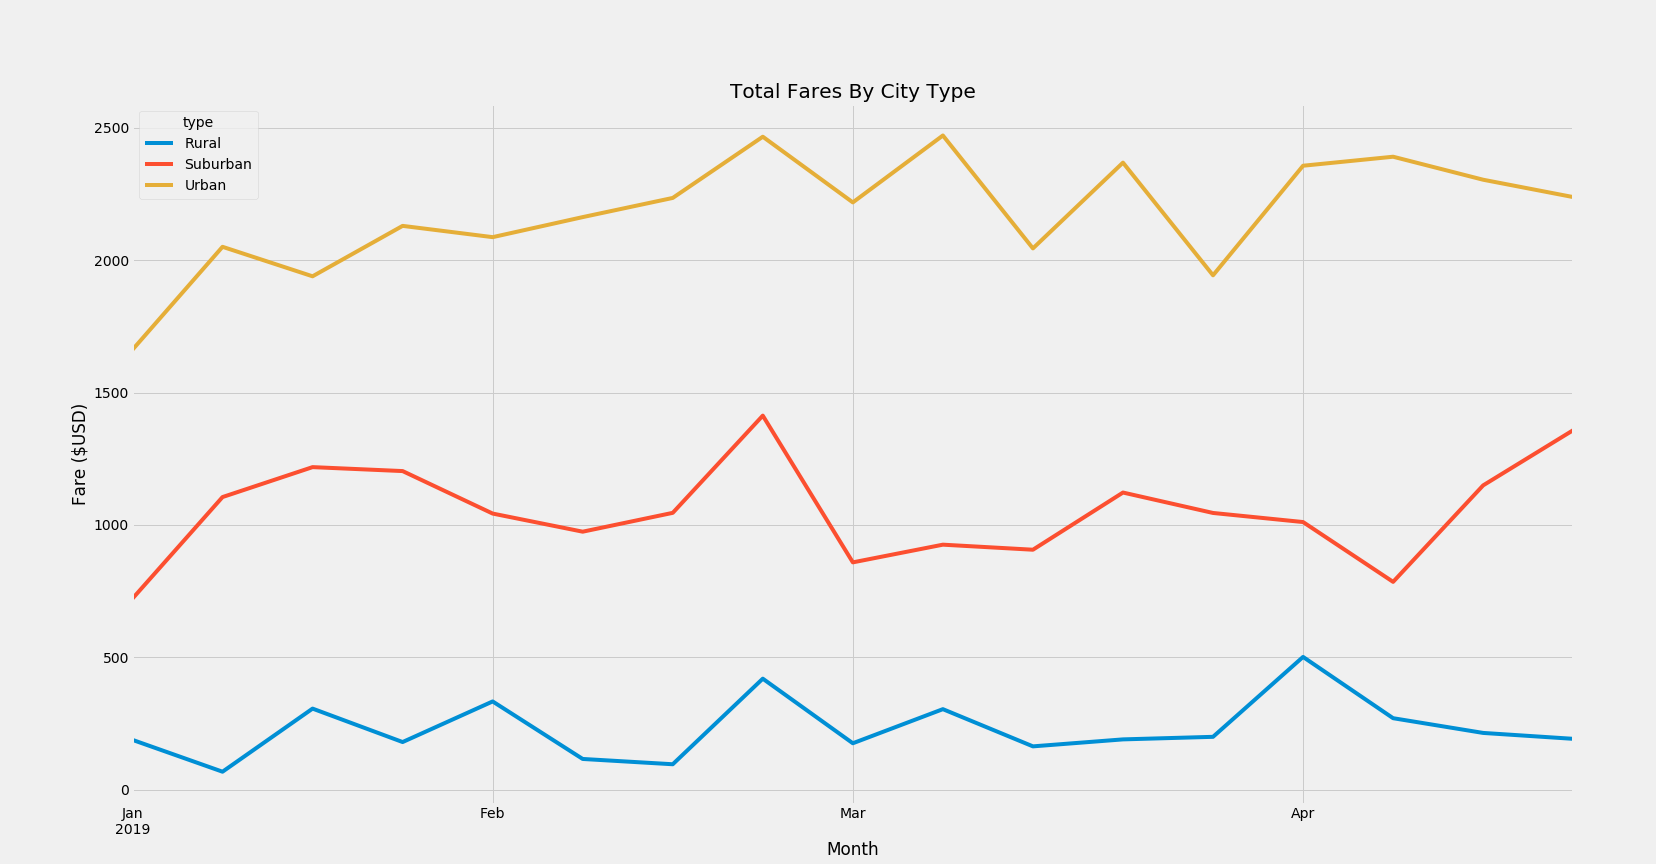 Total Fares By City Type
type
Rural
Suburban
Urban
2500
2000
1500
1000
500
0
Fare ($USD)
Jan Feb Mar Apr
2019
Month